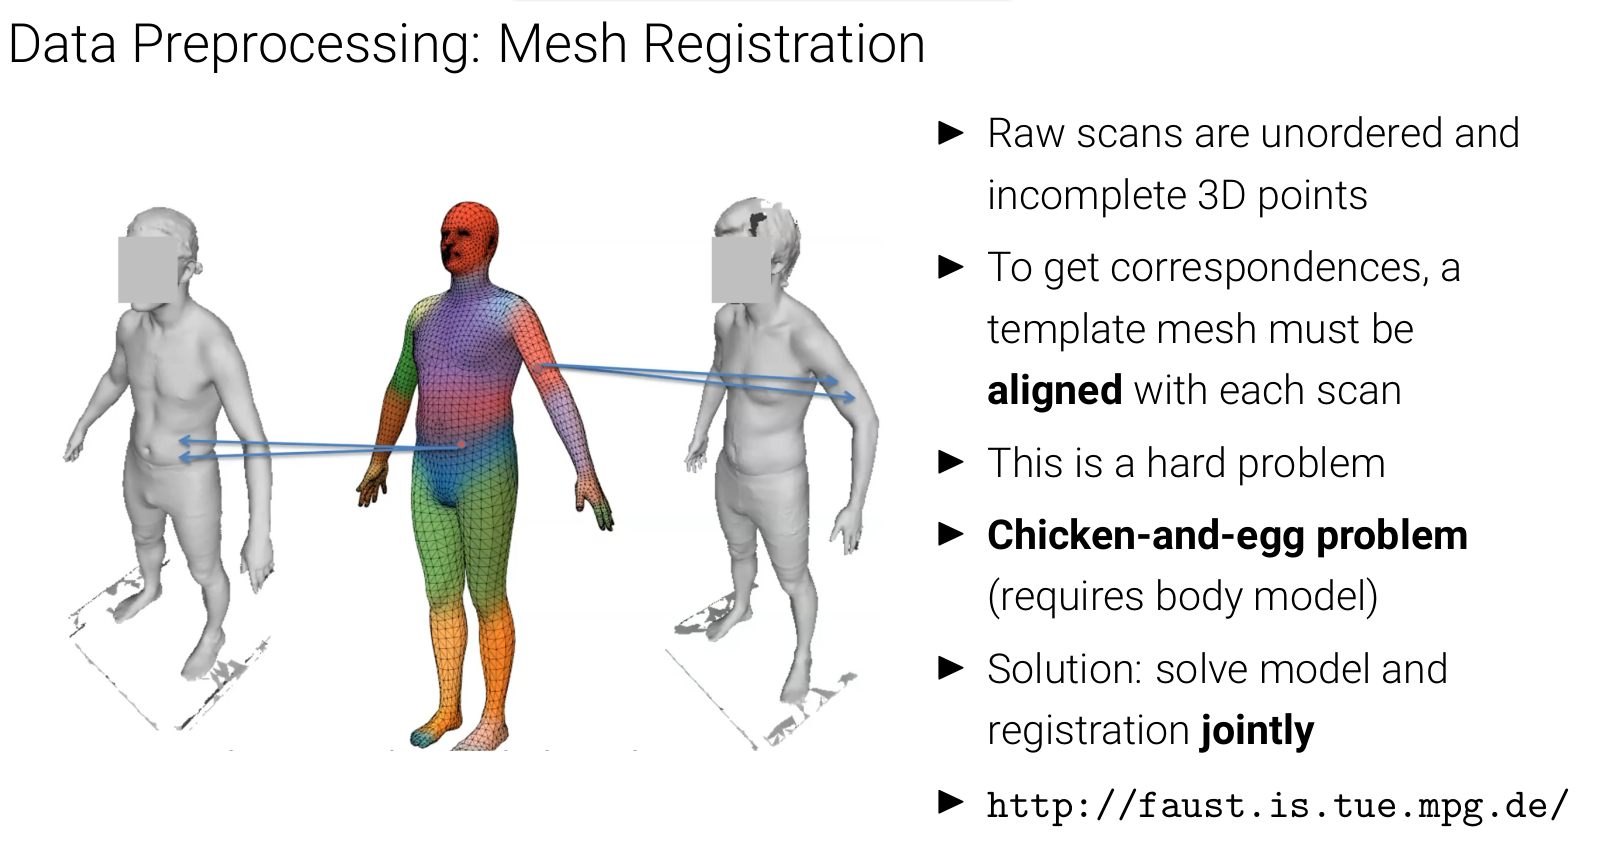 Data Preprocessing: Mesh Registration
► Raw scans are unordered and
incomplete 3D points
► To get correspondences, a
template mesh must be
aligned with each scan
► This is a hard problem
► Chicken-and-egg problem
(requires body model)
► Solution: solve model and
registration jointly
► http://faust.is.tue.mpg.de/